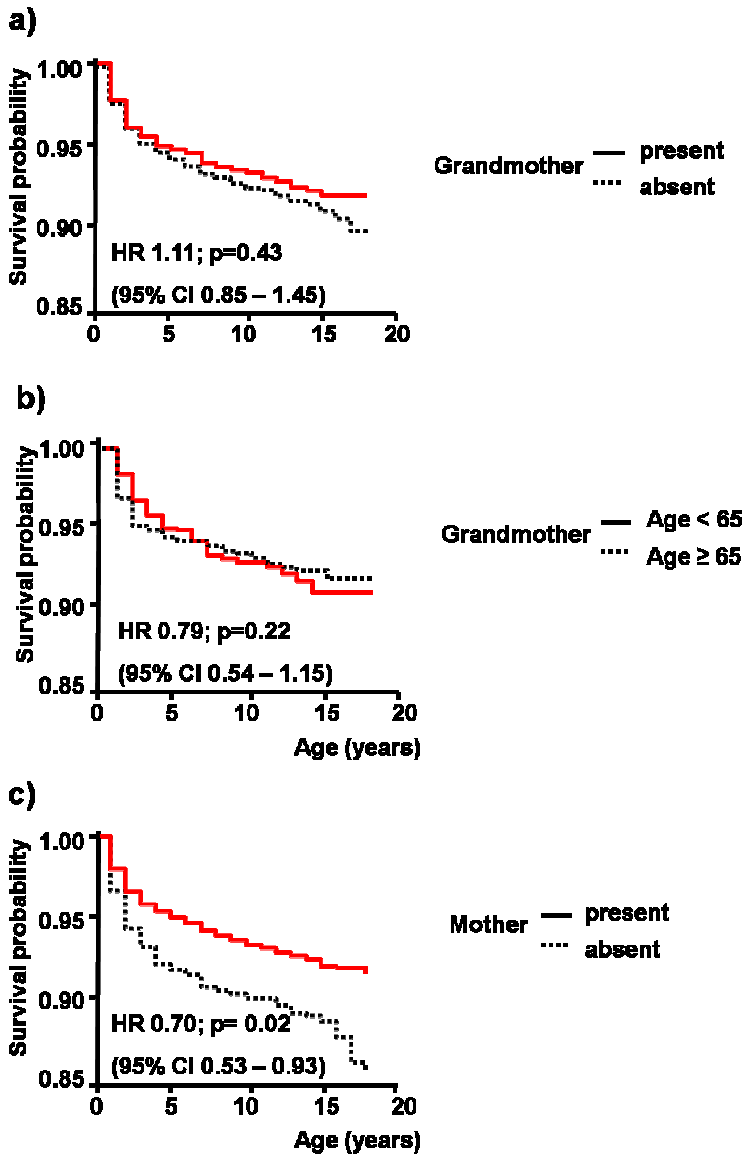 a)
Survival probability
1.00
0.95
0.90
0.85
HR 1.11; p=0.43
(95% CI 0.85 – 1.45)
0 5 10 15 20
Grandmother
present
absent
b)
Survival probability
1.00
0.95
0.90
0.85
HR 0.79; p=0.22
(95% CI 0.54 – 1.15)
0 5 10 15 20
Age (years)
Grandmother
Age < 65
Age ≥ 65
c)
Survival probability
1.00
0.95
0.90
0.85
HR 0.70; p= 0.02
(95% CI 0.53 – 0.93)
0 5 10 15 20
Age (years)
Mother
present
absent